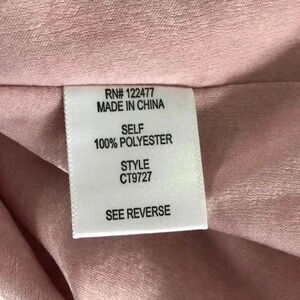 RN# 122477
MADE IN CHINA
SELF
100% POLYESTER
STYLE
CT9727
SEE REVERSE